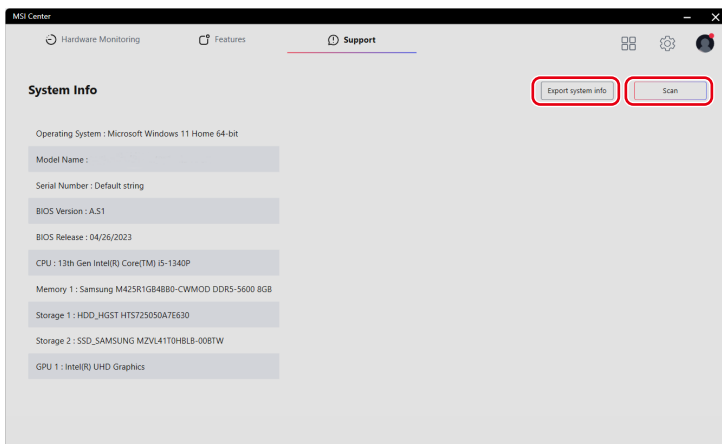 MSI Center
Hardware Monitoring
Features
Support
System Info
Export system info
Scan
Operating System : Microsoft Windows 11 Home 64-bit
Model Name :
Serial Number : Default string
BIOS Version : A.S1
BIOS Release : 04/26/2023
CPU : 13th Gen Intel(R) Core(TM) i5-1340P
Memory 1 : Samsung M425R1GB4BB0-CWMOD DDR5-5600 8GB
Storage 1 : HDD_HGST HTS725050A7E630
Storage 2 : SSD_SAMSUNG MZVL41T0HBLB-00BTW
GPU 1 : Intel(R) UHD Graphics